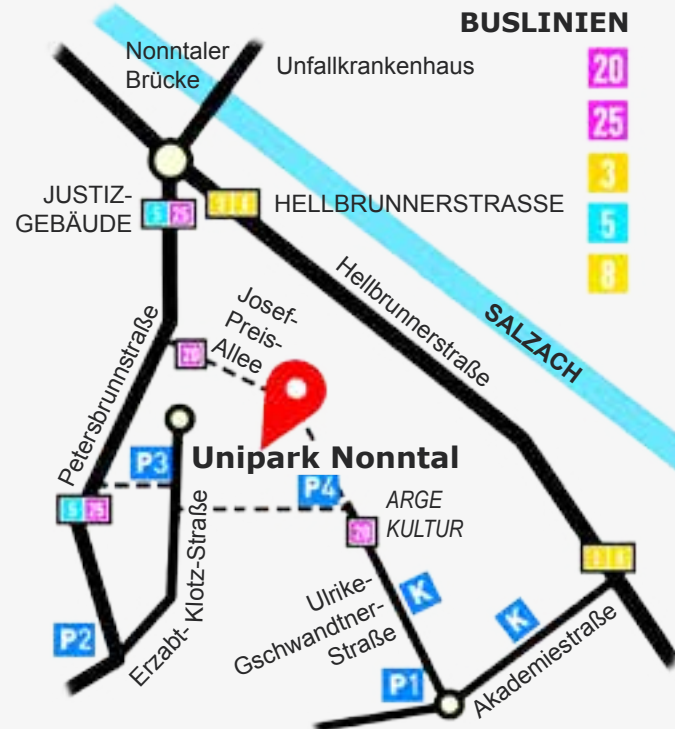 BUSLINIEN
20
25
3
5
8
Nonntaler
Brücke
Unfallkrankenhaus
JUSTIZ-
GEBÄUDE
5 25
HELLBRUNNERSTRASSE
Hellbrunnerstraße
SALZACH
Josef-
Preis-
Allee
20
Petersbrunnstraße
Unipark Nonntal
P3
P4
5 25
ARGE
KULTUR
20
Erzabt-
Klotz-Straße
Ulrike-
Gschwandtner-
Straße
K
K
P2
P1
Akademiestraße